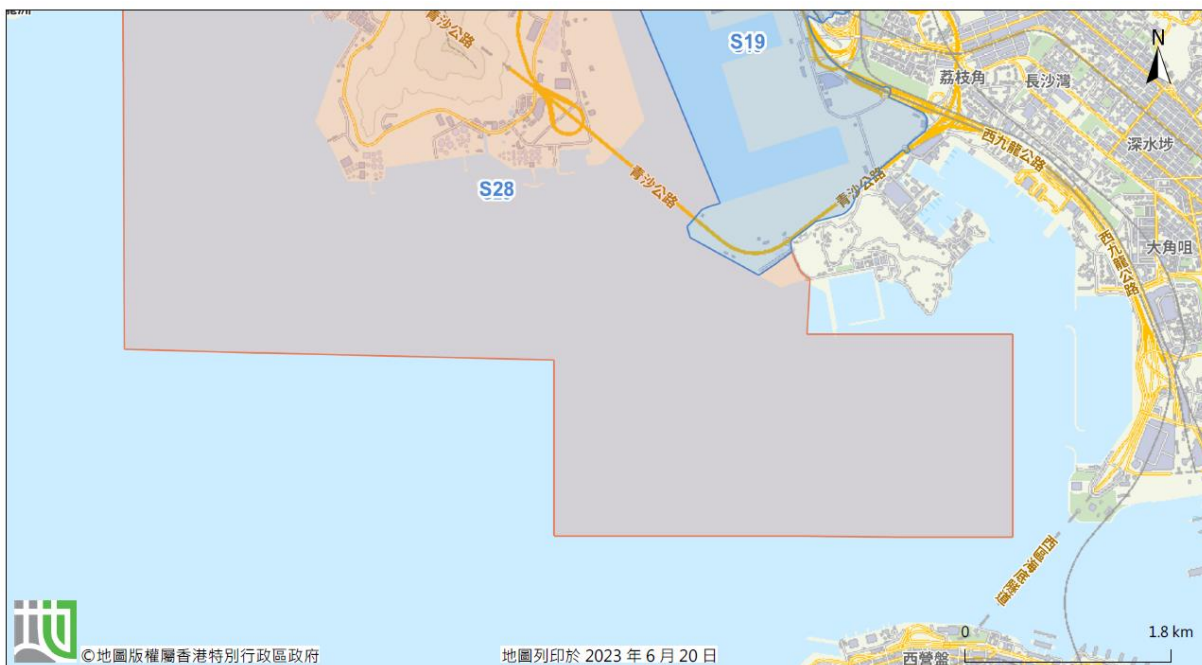 青沙公路
S19
N
荔枝角
長沙灣
深水埗
西九龍公路
S28
青沙公路
青沙公路
大角咀
西九龍公路
西區海底隧道
0
1.8 km
西營盤
©地圖版權屬香港特別行政區政府
地圖列印於 2023 年 6 月 20 日